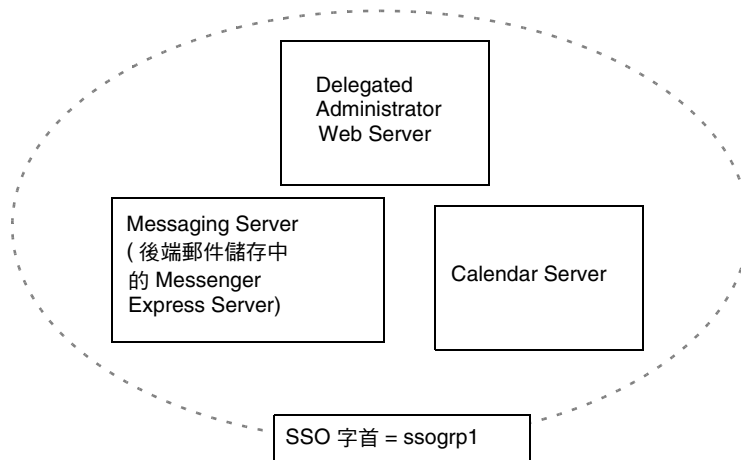 Delegated
Administrator
Web Server
Messaging Server
( 後端郵件儲存中
的 Messenger
Express Server)
Calendar Server
SSO 字首 = ssogrp1